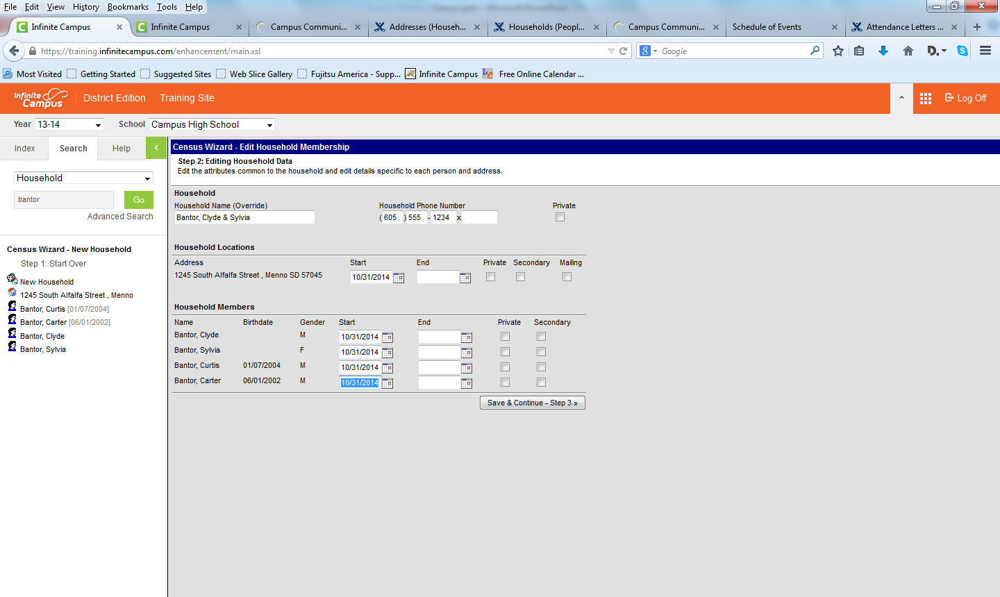 File Edit View History Bookmarks Tools Help
Infinite Campus Infinite Campus Campus Communi... Addresses (Househ... Households (Peopl... Campus Communi... Schedule of Events Attendance Letters ...
https://training.infinitecampus.com/enhancement/main.xsl Google
Most Visited Getting Started Suggested Sites Web Slice Gallery Fujitsu America - Supp... Infinite Campus Free Online Calendar ...
Infinite Campus District Edition Training Site Log Off
Year 13-14 School Campus High School
Index Search Help
Household
bantor Go
Advanced Search
Census Wizard - New Household
Step 1: Start Over
New Household
1245 South Alfalfa Street , Menno
Bantor, Curtis [01/07/2004]
Bantor, Carter [06/01/2002]
Bantor, Clyde
Bantor, Sylvia
Census Wizard - Edit Household Membership
Step 2: Editing Household Data
Edit the attributes common to the household and edit details specific to each person and address.
Household
Household Name (Override) Household Phone Number Private
Bantor, Clyde & Sylvia ( 605 ) 555 - 1234 x
Household Locations
Address Start End Private Secondary Mailing
1245 South Alfalfa Street , Menno SD 57045 10/31/2014
Household Members
Name Birthdate Gender Start End Private Secondary
Bantor, Clyde M 10/31/2014
Bantor, Sylvia F 10/31/2014
Bantor, Curtis 01/07/2004 M 10/31/2014
Bantor, Carter 06/01/2002 M 10/31/2014
Save & Continue - Step 3 »